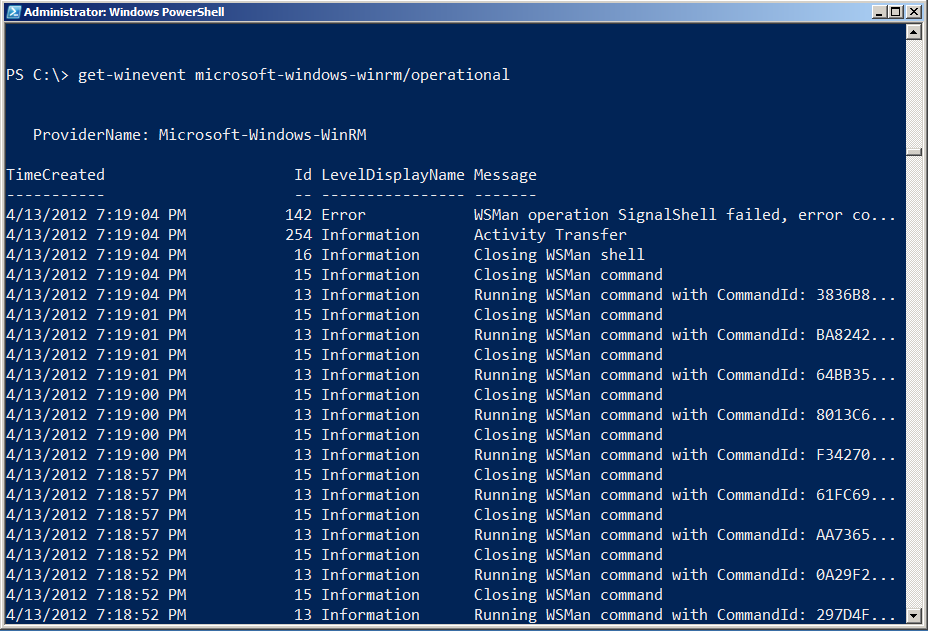 Administrator: Windows PowerShell
PS C:\> get-winevent microsoft-windows-winrm/operational
ProviderName: Microsoft-Windows-WinRM
TimeCreated Id LevelDisplayName Message
----------- -- ---------------- -------
4/13/2012 7:19:04 PM 142 Error WSMan operation SignalShell failed, error co...
4/13/2012 7:19:04 PM 254 Information Activity Transfer
4/13/2012 7:19:04 PM 16 Information Closing WSMan shell
4/13/2012 7:19:04 PM 15 Information Closing WSMan command
4/13/2012 7:19:04 PM 13 Information Running WSMan command with CommandId: 3836B8...
4/13/2012 7:19:01 PM 15 Information Closing WSMan command
4/13/2012 7:19:01 PM 13 Information Running WSMan command with CommandId: BA8242...
4/13/2012 7:19:01 PM 15 Information Closing WSMan command
4/13/2012 7:19:01 PM 13 Information Running WSMan command with CommandId: 64BB35...
4/13/2012 7:19:00 PM 15 Information Closing WSMan command
4/13/2012 7:19:00 PM 13 Information Running WSMan command with CommandId: 8013C6...
4/13/2012 7:19:00 PM 15 Information Closing WSMan command
4/13/2012 7:19:00 PM 13 Information Running WSMan command with CommandId: F34270...
4/13/2012 7:18:57 PM 15 Information Closing WSMan command
4/13/2012 7:18:57 PM 13 Information Running WSMan command with CommandId: 61FC69...
4/13/2012 7:18:57 PM 15 Information Closing WSMan command
4/13/2012 7:18:57 PM 13 Information Running WSMan command with CommandId: AA7365...
4/13/2012 7:18:52 PM 15 Information Closing WSMan command
4/13/2012 7:18:52 PM 13 Information Running WSMan command with CommandId: 0A29F2...
4/13/2012 7:18:52 PM 15 Information Closing WSMan command
4/13/2012 7:18:52 PM 13 Information Running WSMan command with CommandId: 297D4F...